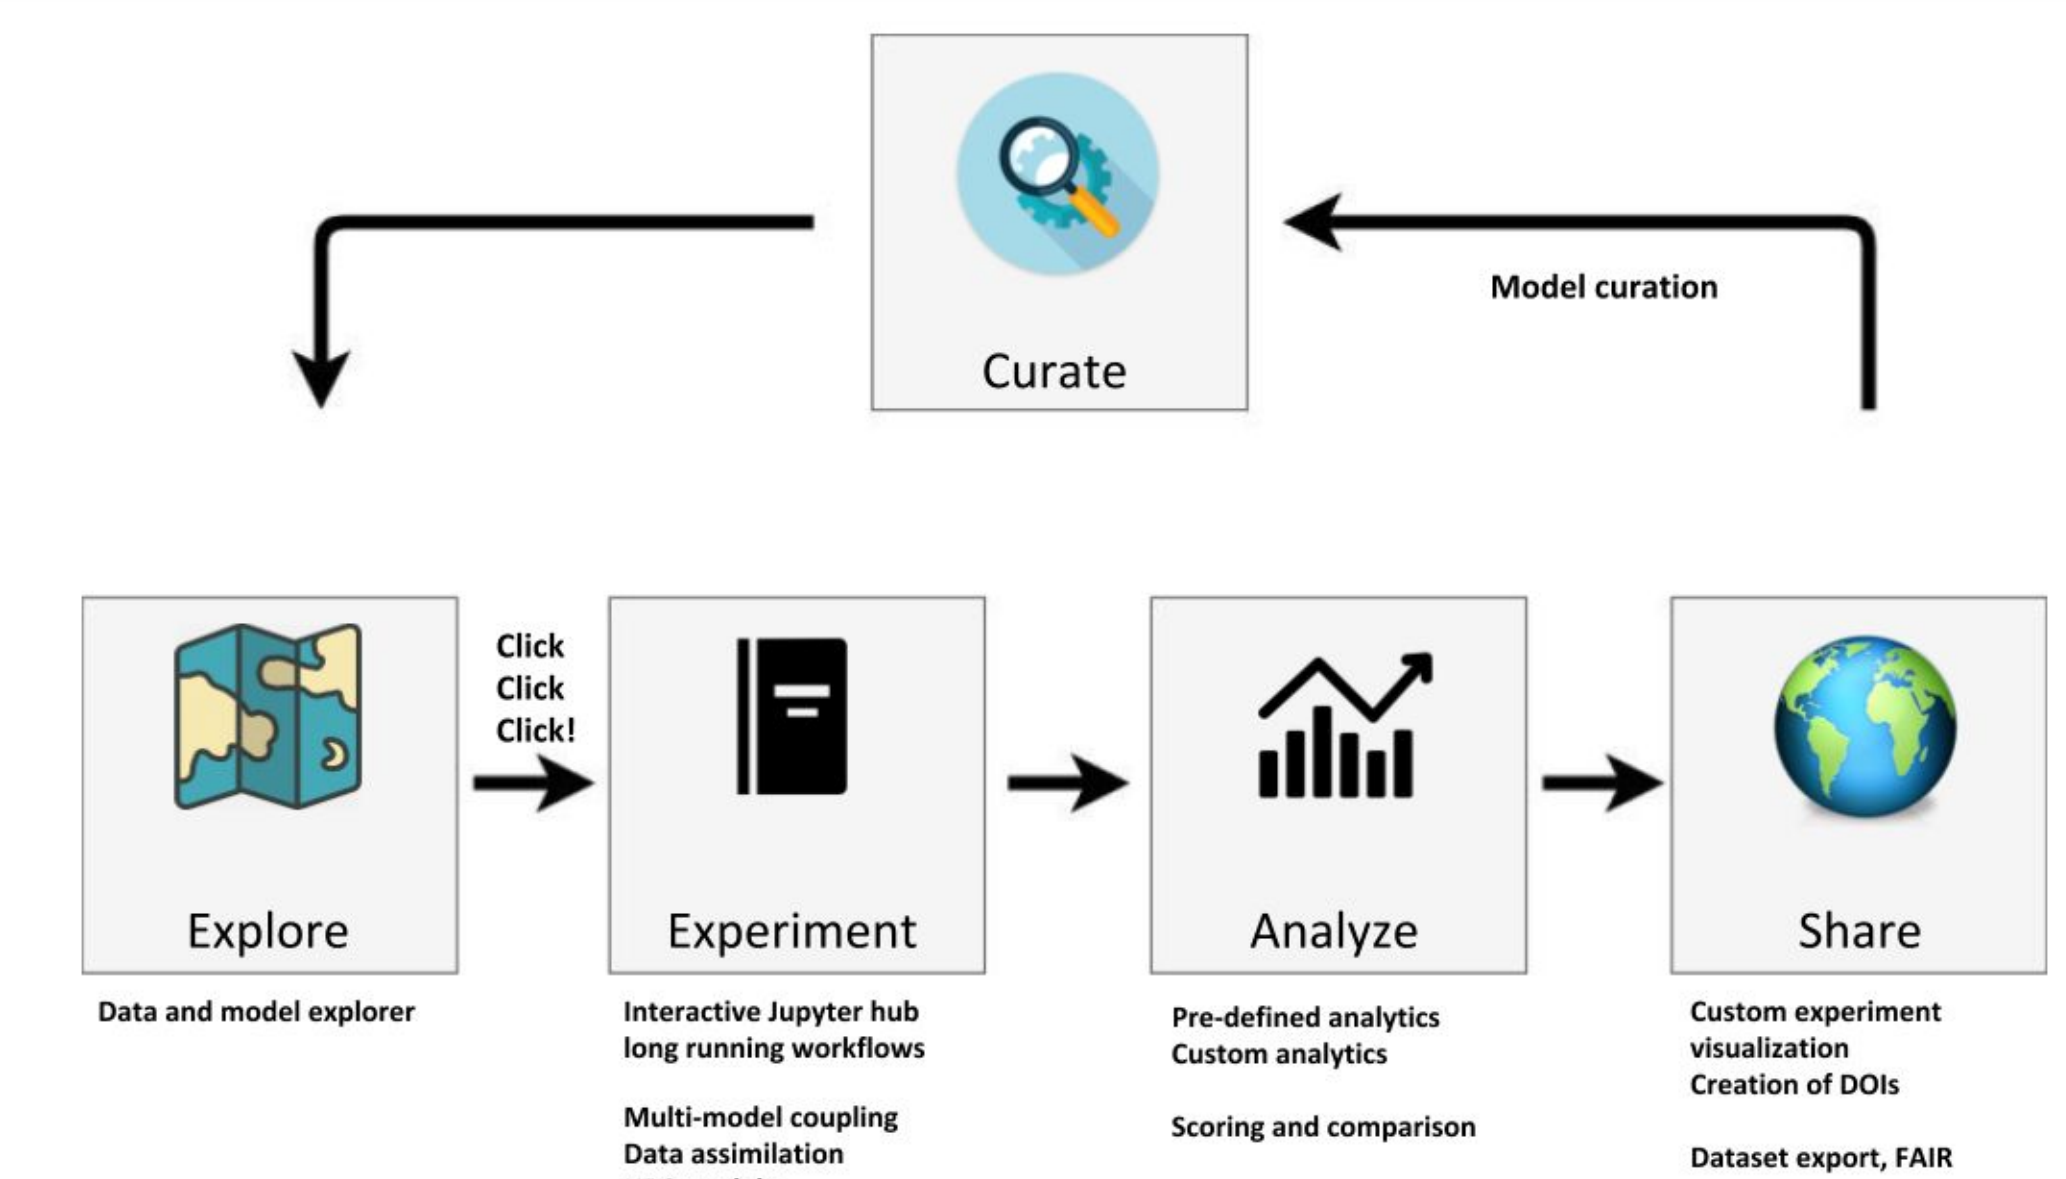 Curate
Model curation
Click
Click
Click!
Explore
Experiment
Analyze
Share
Data and model explorer
Interactive Jupyter hub
long running workflows
Multi-model coupling
Data assimilation
Pre-defined analytics
Custom analytics
Scoring and comparison
Custom experiment
visualization
Creation of DOIs
Dataset export, FAIR